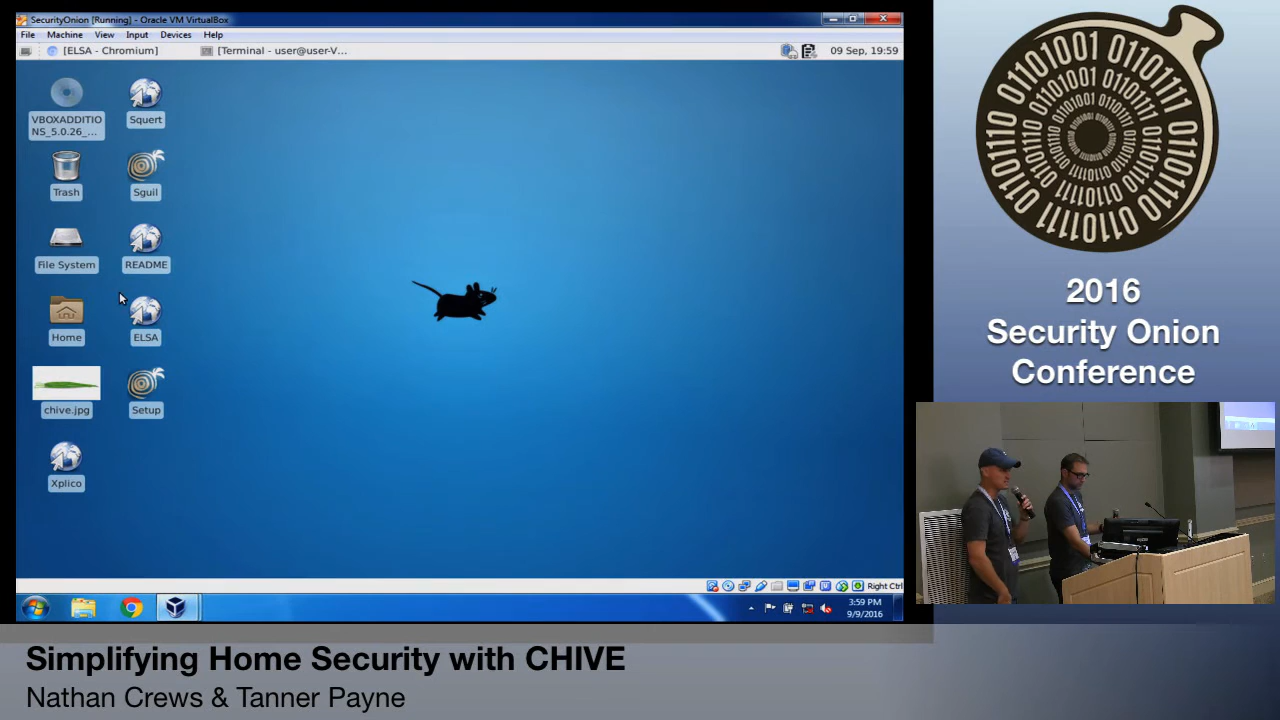 SecurityOnion [Running] - Oracle VM VirtualBox
File Machine View Input Devices Help
[ELSA - Chromium]
[Terminal - user@user-V...
09 Sep, 19:59
VBOXADDITIO
NS_5.0.26_...
Squert
Trash
Sguil
File System
README
Home
ELSA
chive.jpg
Setup
Xplico
Right Ctrl
3:59 PM
9/9/2016
2016
Security Onion
Conference
Simplifying Home Security with CHIVE
Nathan Crews & Tanner Payne